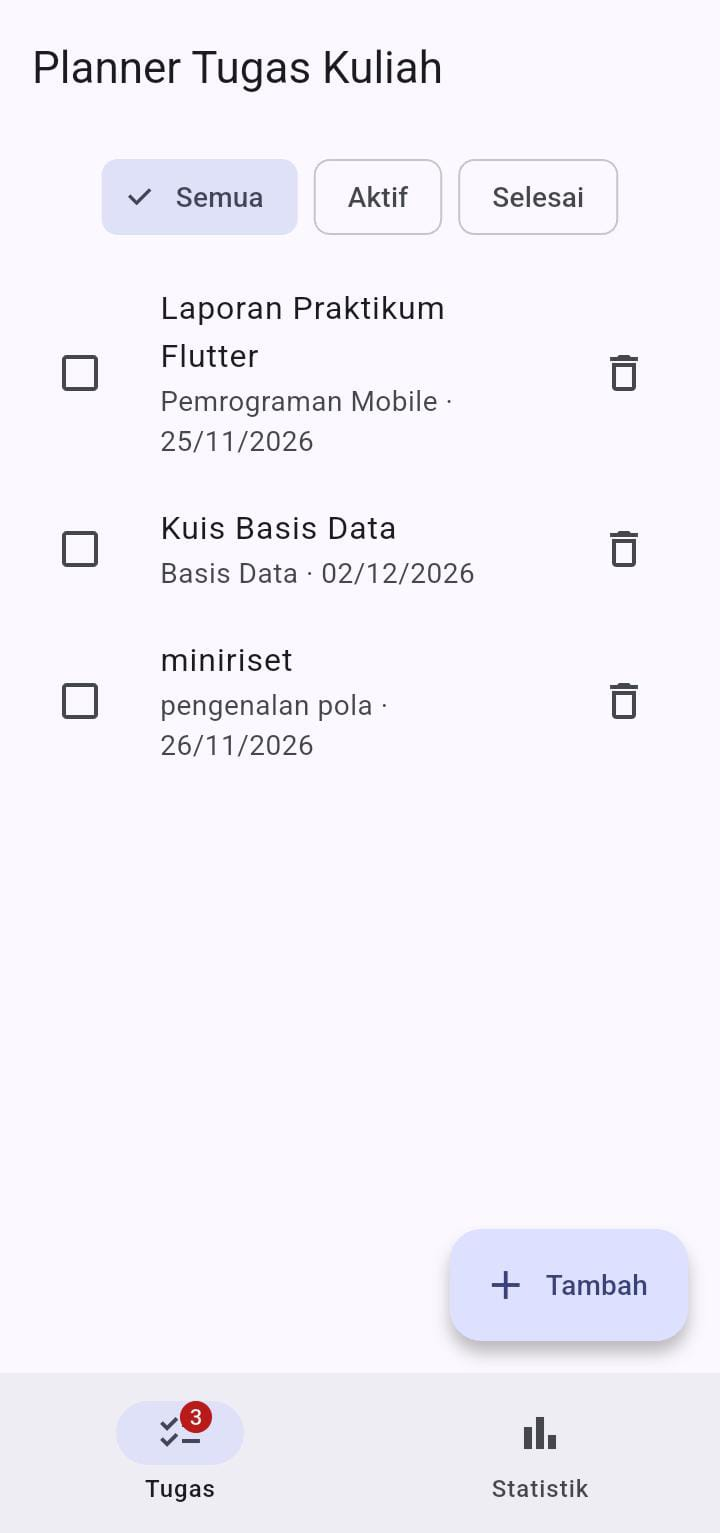 Planner Tugas Kuliah
Semua
Aktif
Selesai
Laporan Praktikum
Flutter
Pemrograman Mobile ·
25/11/2026
Kuis Basis Data
Basis Data · 02/12/2026
miniriset
pengenalan pola ·
26/11/2026
Tambah
3
Tugas
Statistik